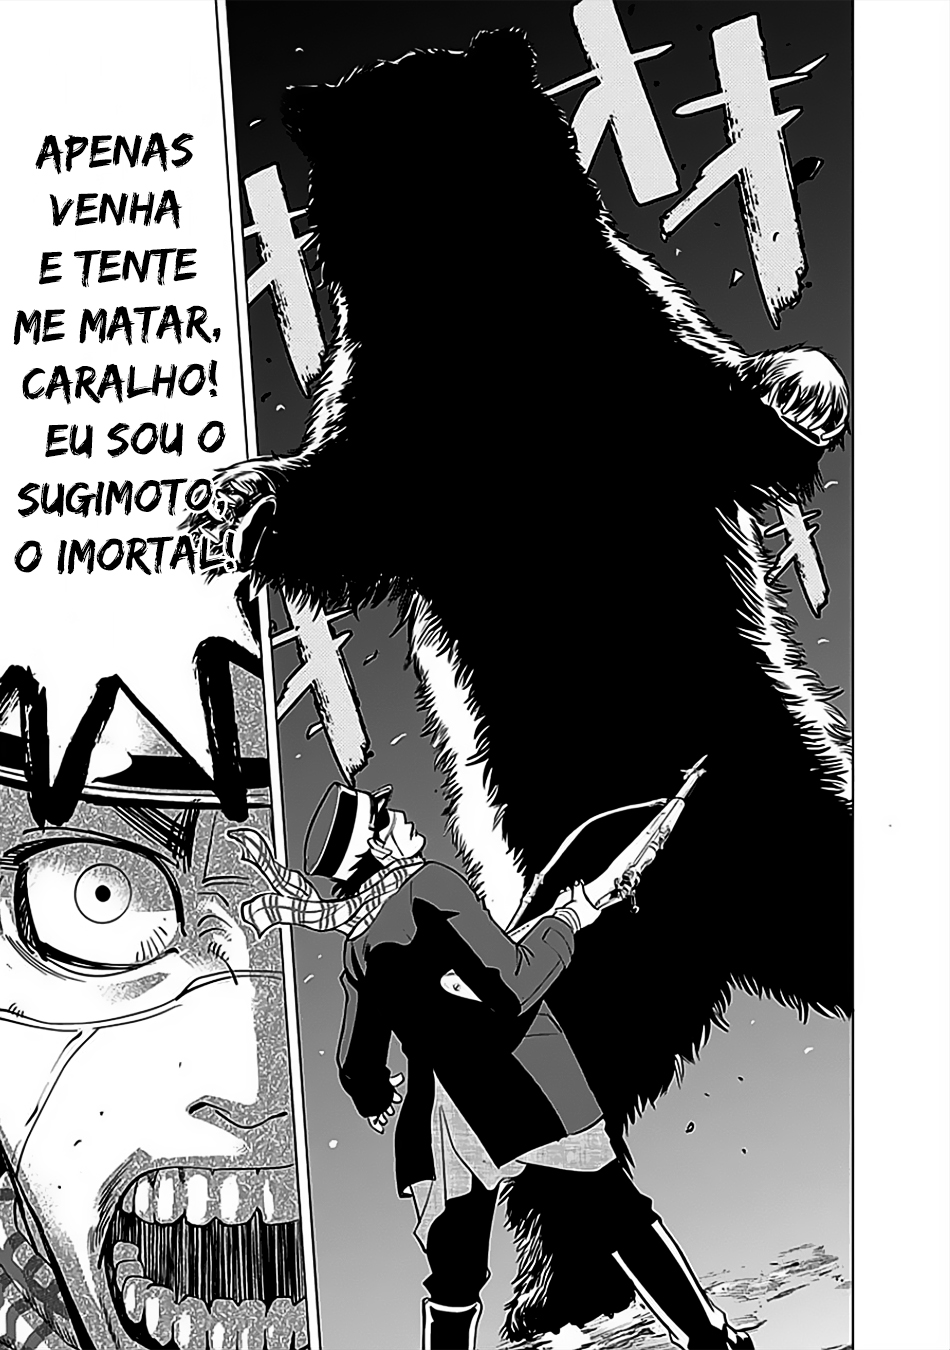 APENAS
VENHA
E TENTE
ME MATAR,
CARALHO!
EU SOU O
SUGIMOTO,
O IMORTAL!